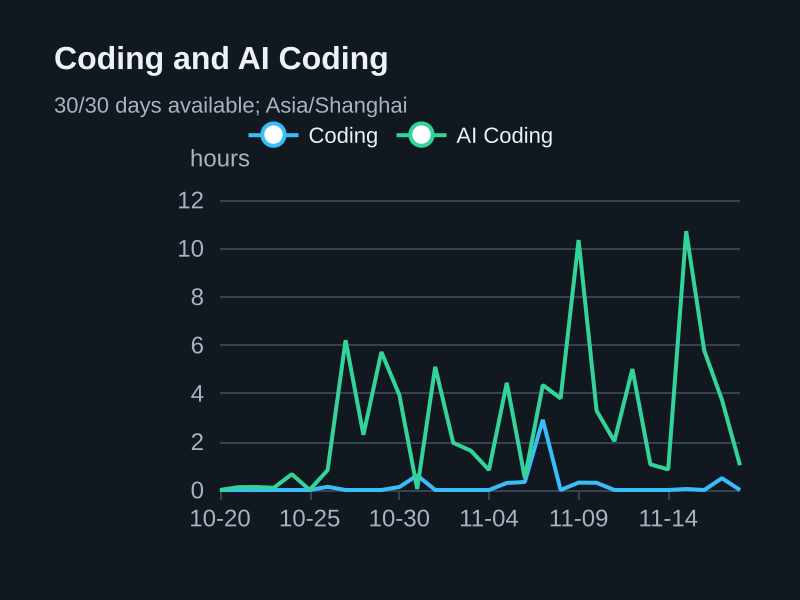 Coding and AI Coding
30/30 days available; Asia/Shanghai
Coding AI Coding
hours
12
10
8
6
4
2
0
10-20 10-25 10-30 11-04 11-09 11-14